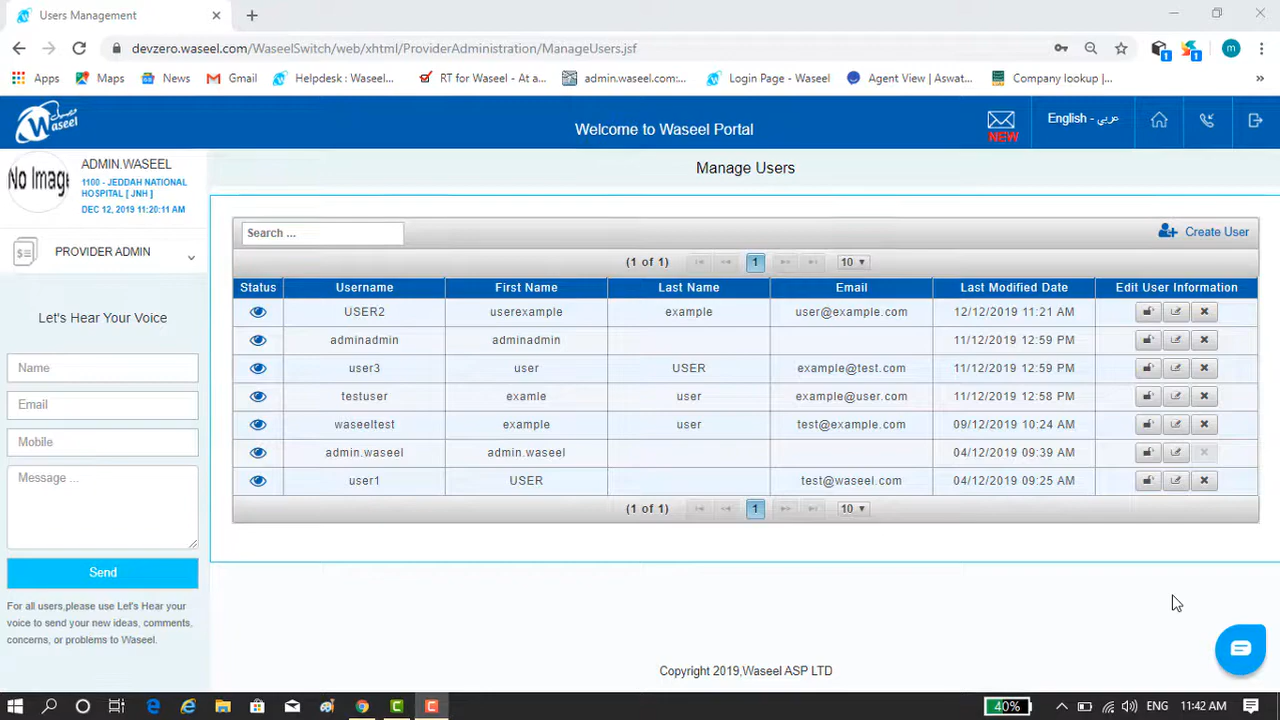 Users Management
devzero.waseel.com/WaseelSwitch/web/xhtml/ProviderAdministration/ManageUsers.jsf
1
1
m
Apps Maps News Gmail Helpdesk : Waseel... RT for Waseel - At a... admin.waseel.com:... Login Page - Waseel Agent View | Aswat... Company lookup |... »
Waseel
Welcome to Waseel Portal
NEW
English - عربي
No Imag
ADMIN.WASEEL
1100 - JEDDAH NATIONAL
HOSPITAL [ JNH ]
DEC 12, 2019 11:20:11 AM
PROVIDER ADMIN
Let's Hear Your Voice
Name
Email
Mobile
Message ...
Send
For all users,please use Let's Hear your
voice to send your new ideas, comments,
concerns, or problems to Waseel.
Manage Users
Search ...
Create User
(1 of 1) 1 10
Status Username First Name Last Name Email Last Modified Date Edit User Information
USER2 userexample example user@example.com 12/12/2019 11:21 AM
adminadmin adminadmin 11/12/2019 12:59 PM
user3 user USER example@test.com 11/12/2019 12:59 PM
testuser examle user example@user.com 11/12/2019 12:58 PM
waseeltest example user test@example.com 09/12/2019 10:24 AM
admin.waseel admin.waseel 04/12/2019 09:39 AM
user1 USER test@waseel.com 04/12/2019 09:25 AM
(1 of 1) 1 10
Copyright 2019,Waseel ASP LTD
40% ENG 11:42 AM